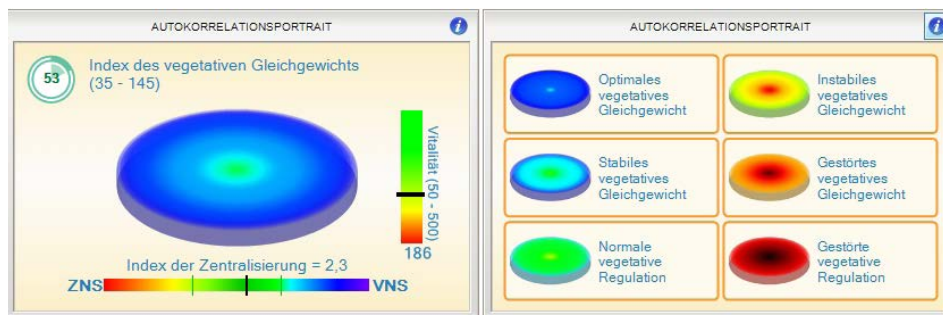 AUTOKORRELATIONSPORTRAIT
i
53
Index des vegetativen Gleichgewichts
(35 - 145)
Vitalität (50 - 500)
186
Index der Zentralisierung = 2,3
ZNS
VNS
AUTOKORRELATIONSPORTRAIT
i
Optimales
vegetatives
Gleichgewicht
Instabiles
vegetatives
Gleichgewicht
Stabiles
vegetatives
Gleichgewicht
Gestörtes
vegetatives
Gleichgewicht
Normale
vegetative
Regulation
Gestörte
vegetative
Regulation